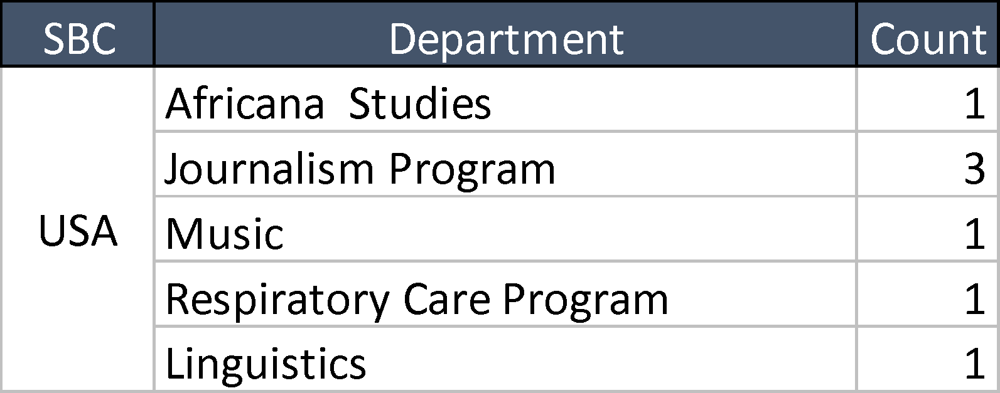 SBC Department Count
Africana  Studies 1
Journalism Program 3
USA Music 1
Respiratory Care Program 1
Linguistics 1